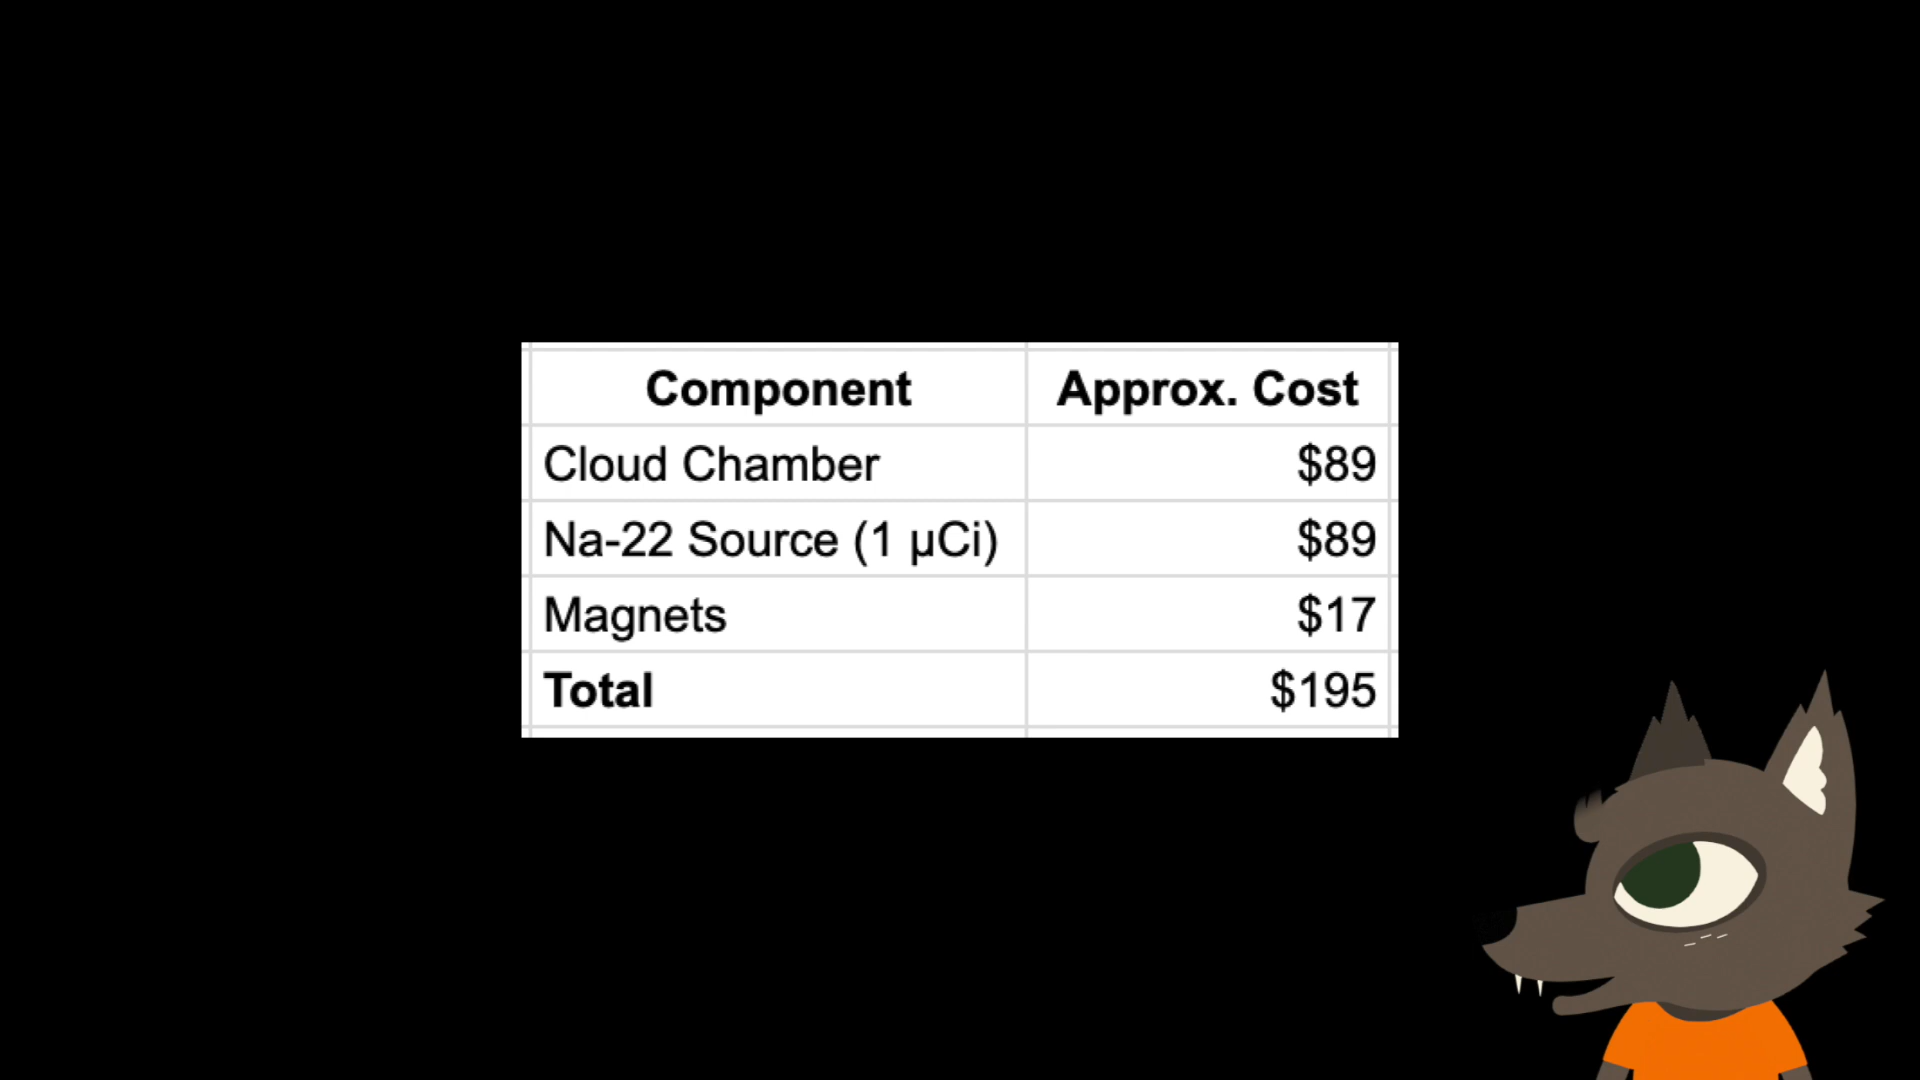 Component Approx. Cost
Cloud Chamber $89
Na-22 Source (1 µCi) $89
Magnets $17
Total $195